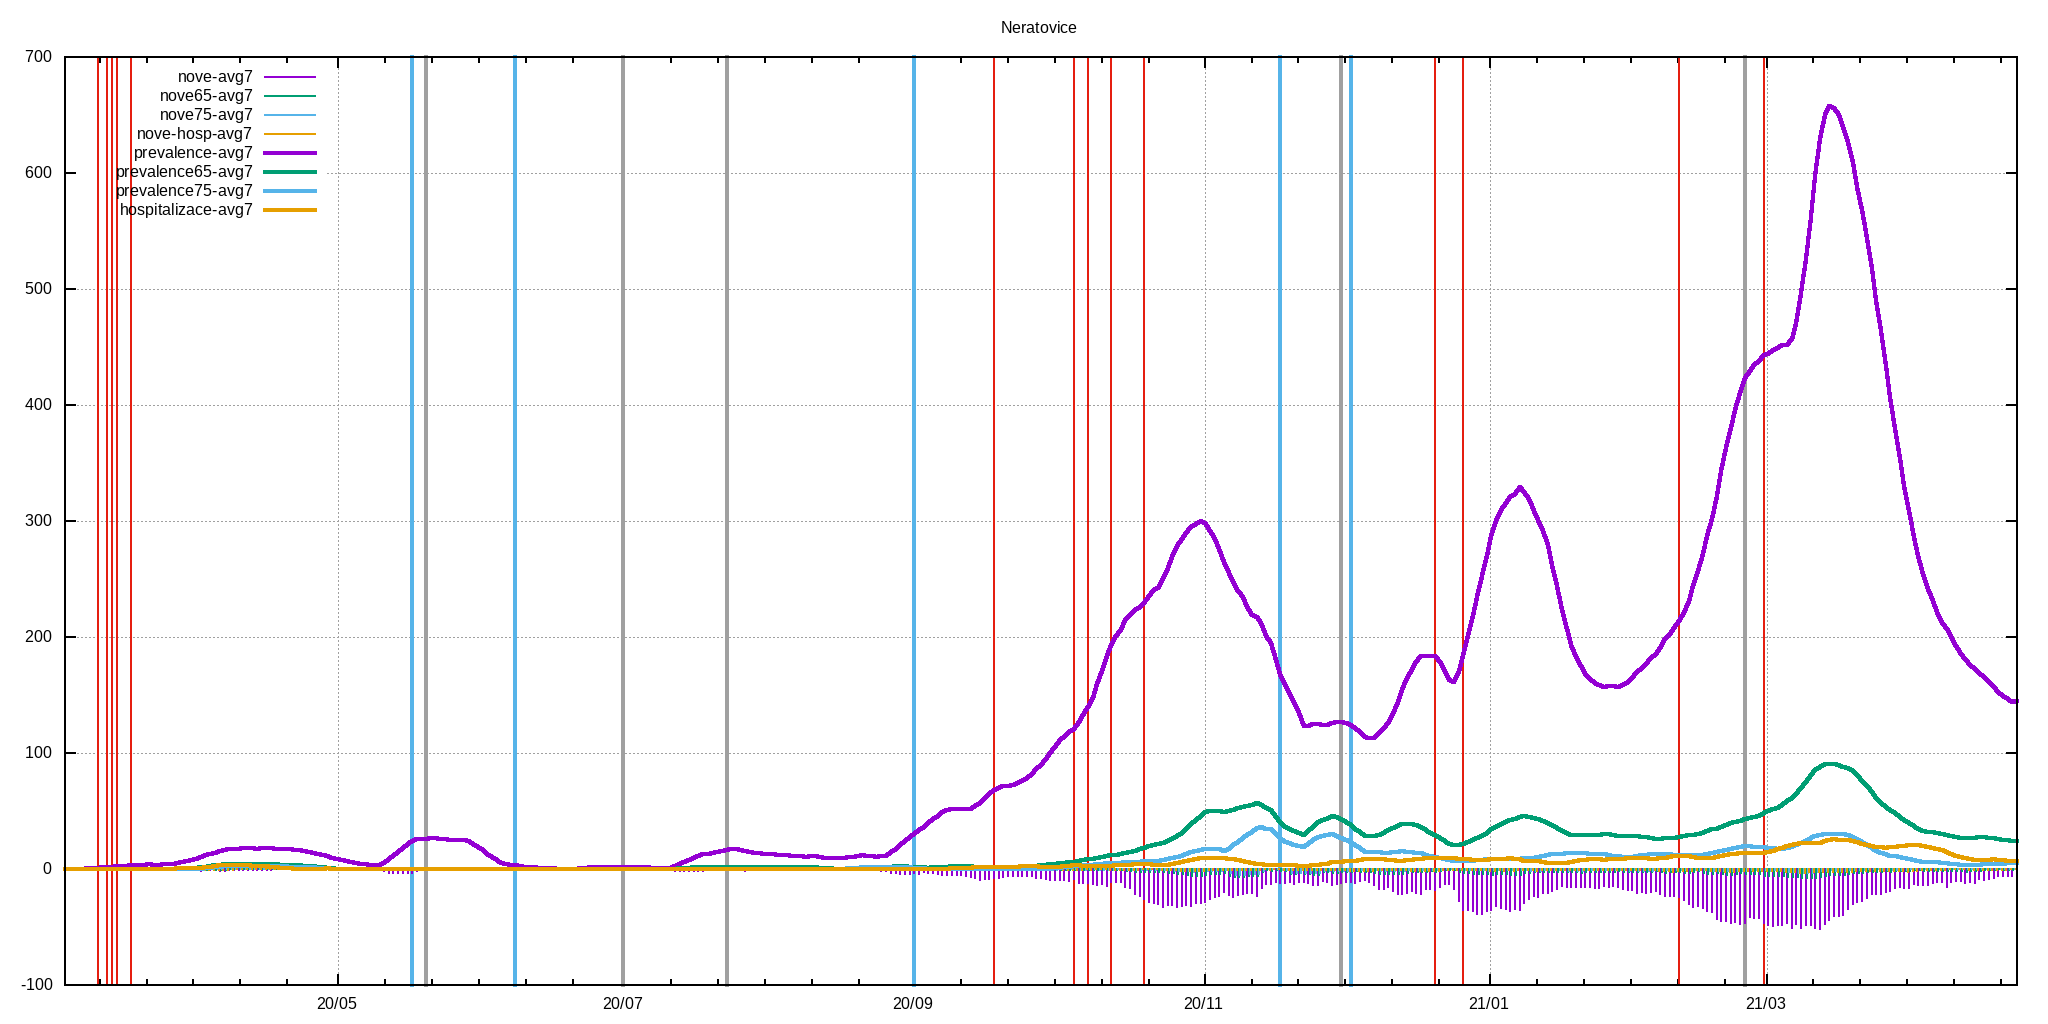 Neratovice
700
600
500
400
300
200
100
0
-100
nove-avg7
nove65-avg7
nove75-avg7
nove-hosp-avg7
prevalence-avg7
prevalence65-avg7
prevalence75-avg7
hospitalizace-avg7
20/05
20/07
20/09
20/11
21/01
21/03